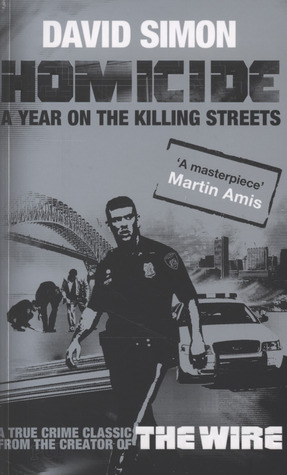 DAVID SIMON
HOMICIDE
A YEAR ON THE KILLING STREETS
'A masterpiece'
Martin Amis
A TRUE CRIME CLASSIC
FROM THE CREATOR OF
THE WIRE